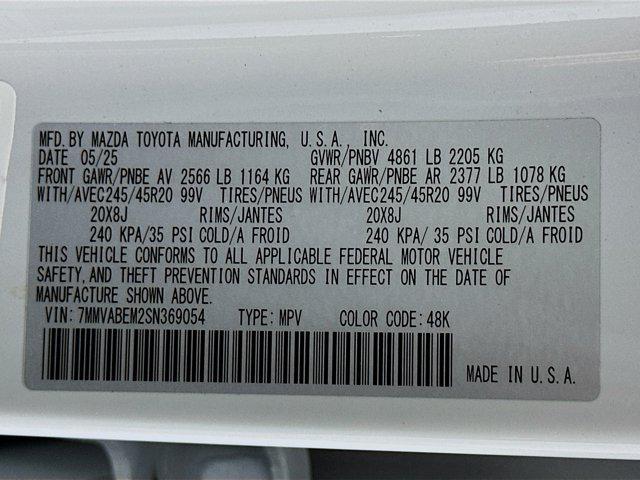 MFD. BY MAZDA TOYOTA MANUFACTURING, U.S.A., INC.
DATE 05/25 GVWR/PNBV 4861 LB 2205 KG
FRONT GAWR/PNBE AV 2566 LB 1164 KG REAR GAWR/PNBE AR 2377 LB 1078 KG
WITH/AVEC245/45R20 99V TIRES/PNEUS WITH/AVEC245/45R20 99V TIRES/PNEUS
20X8J RIMS/JANTES 20X8J RIMS/JANTES
240 KPA/35 PSI COLD/A FROID 240 KPA/ 35 PSI COLD/A FROID
THIS VEHICLE CONFORMS TO ALL APPLICABLE FEDERAL MOTOR VEHICLE
SAFETY, AND THEFT PREVENTION STANDARDS IN EFFECT ON THE DATE OF
MANUFACTURE SHOWN ABOVE.
VIN: 7MMVABEM2SN369054 TYPE: MPV COLOR CODE: 48K
MADE IN U.S.A.